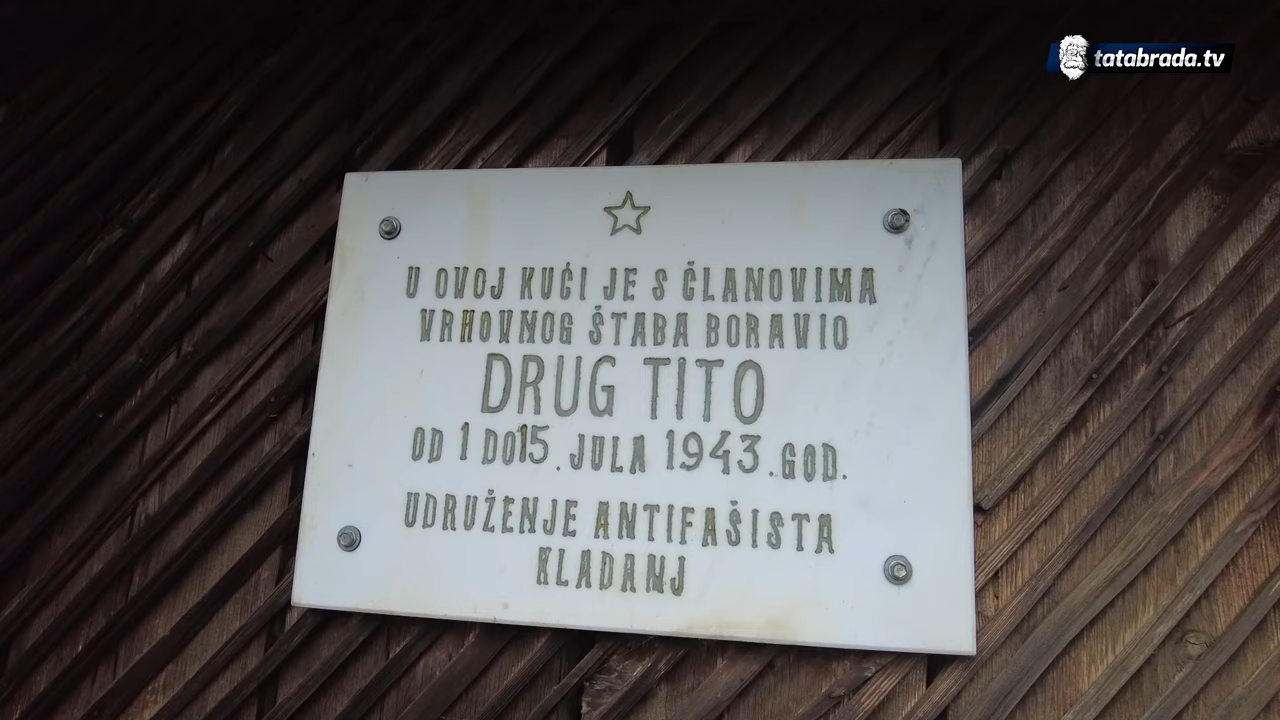 tatabrada.tv
U OVOJ KUĆI JE S ČLANOVIMA
VRHOVNOG ŠTABA BORAVIO
DRUG TITO
OD 1 DO 15. JULA 1943.GOD.
UDRUŽENJE ANTIFAŠISTA
KLADANJ